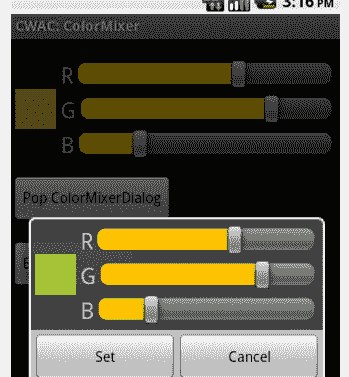 3:16 PM
CWAC: ColorMixer
R
G
B
Pop ColorMixerDialog
R
G
B
Set
Cancel